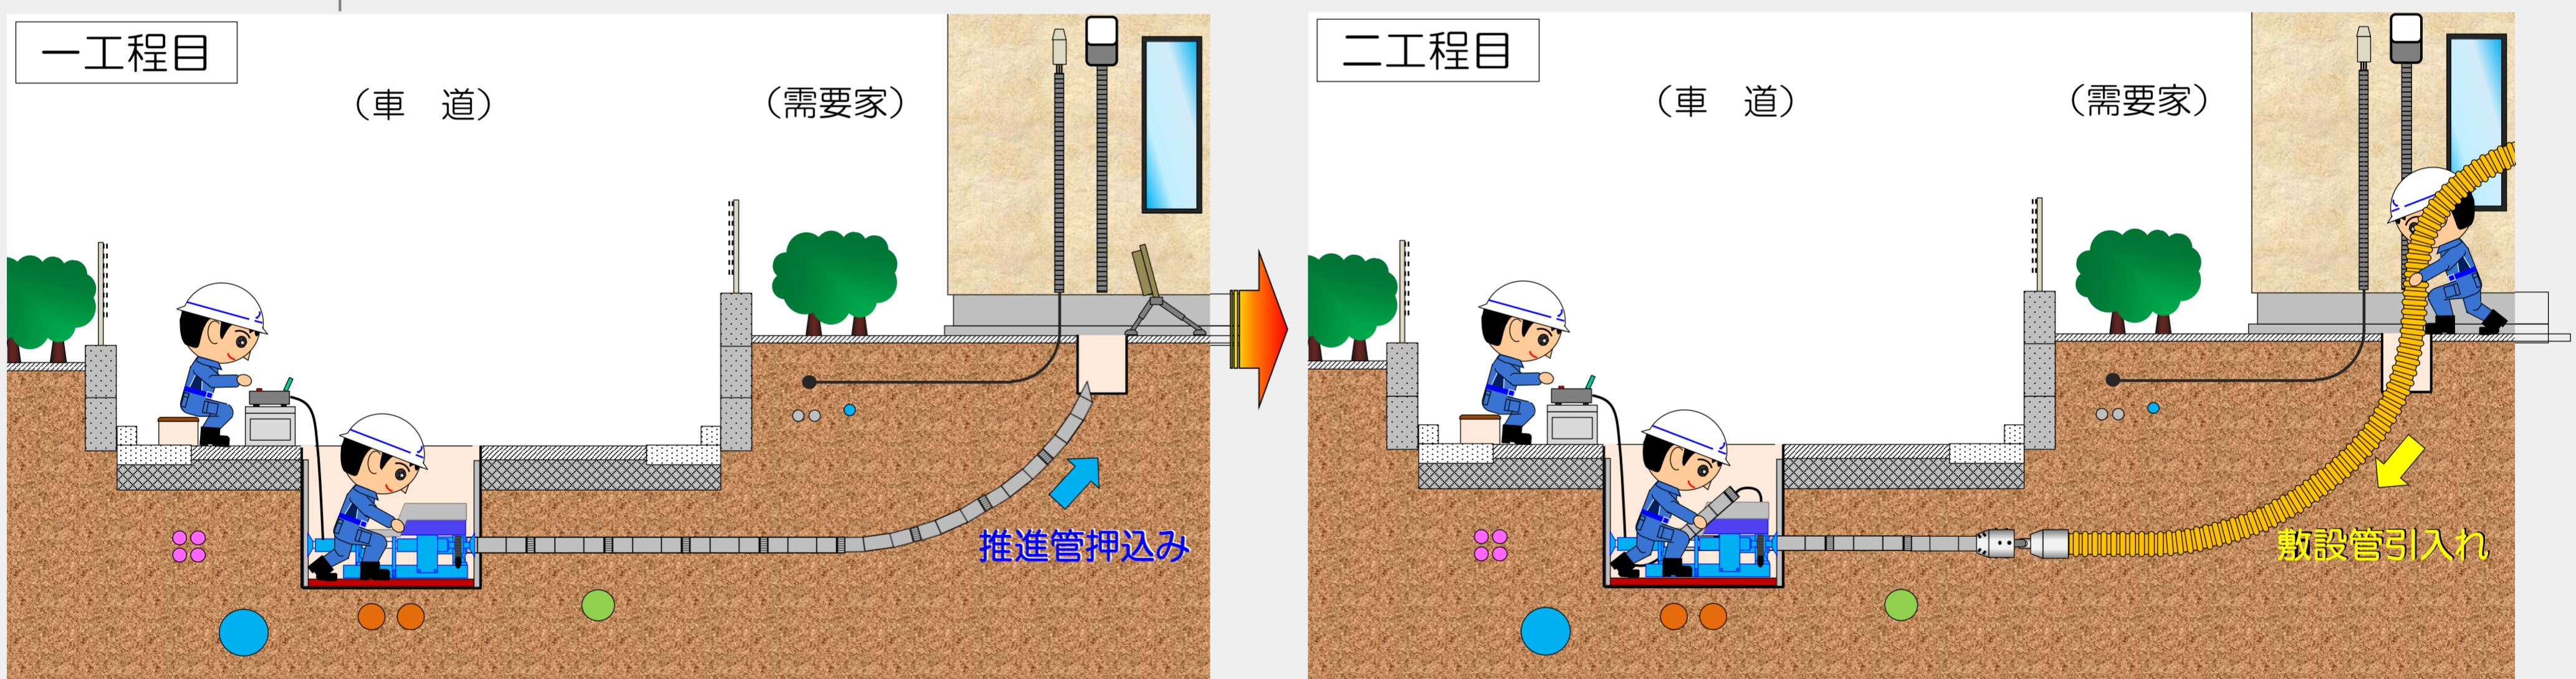 一工程目
（車　道）
（需要家）
推進管押込み
二工程目
（車　道）
（需要家）
敷設管引入れ